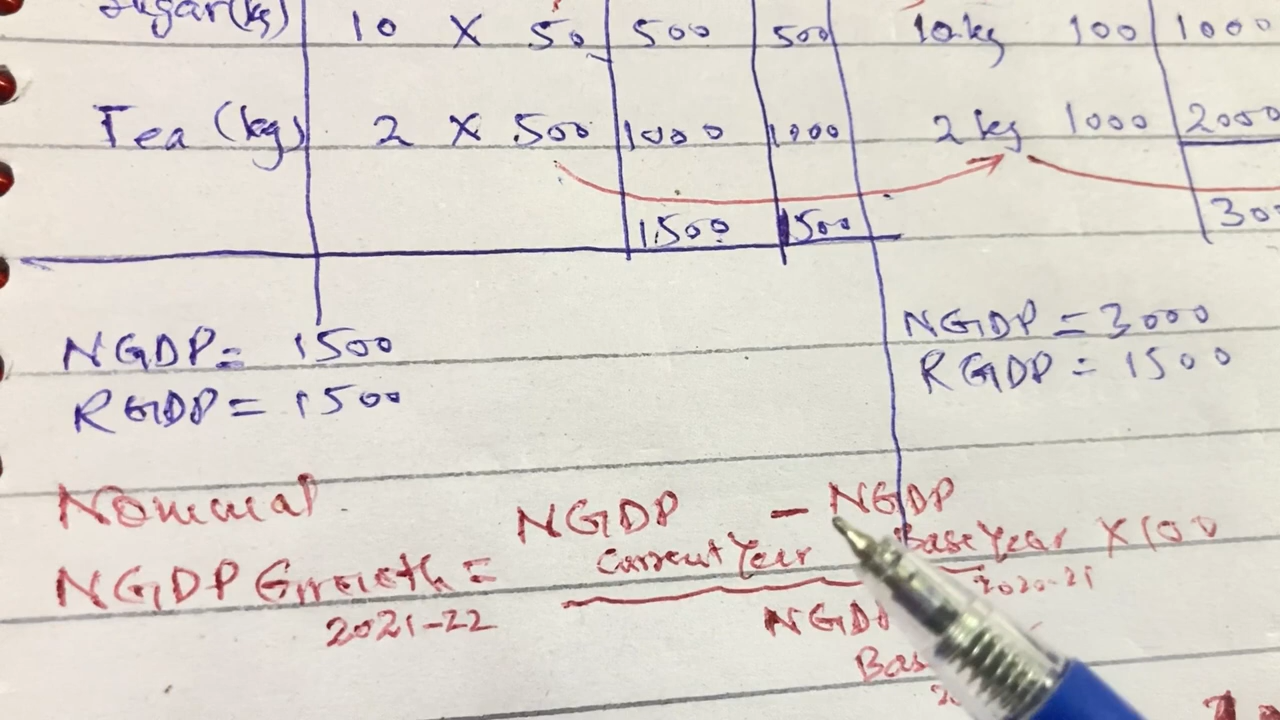 Sugar(kg) 10 X 50 500 500 10kg 100 1000
Tea (kg) 2 X 500 1000 1000 2kg 1000 2000
1500 1500 300
NGDP = 1500
RGDP = 1500
NGDP = 3000
RGDP = 1500
Nominal
NGDP Growth = NGDP Current Year - NGDP Base Year X 100
2021-22 2020-21
NGDP
Bas